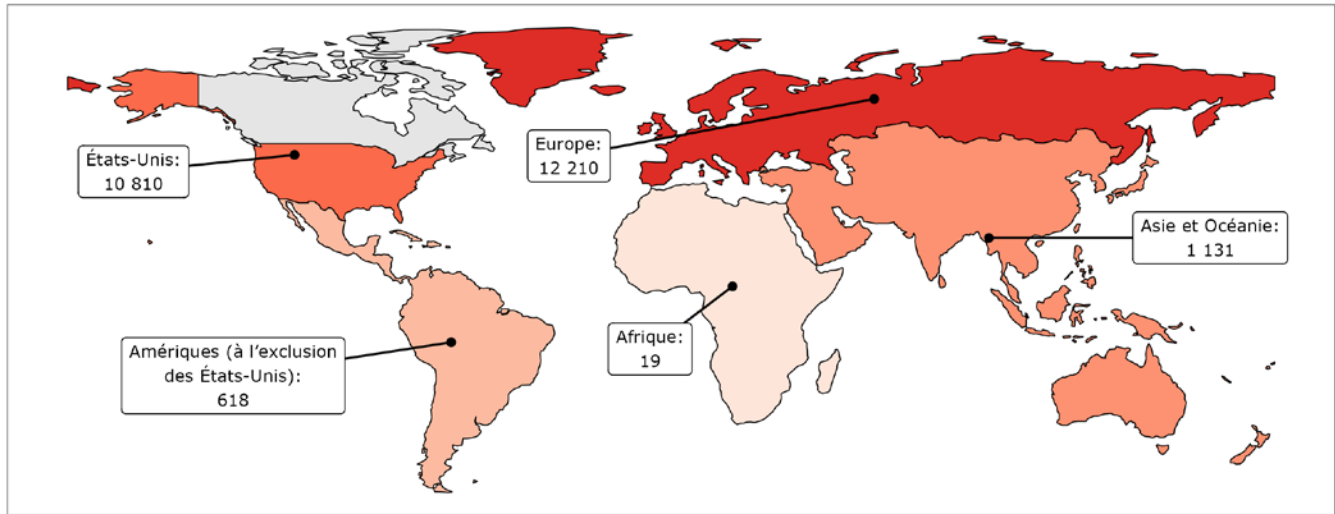 États-Unis:
10 810
Europe:
12 210
Asie et Océanie:
1 131
Afrique:
19
Amériques (à l'exclusion
des États-Unis):
618